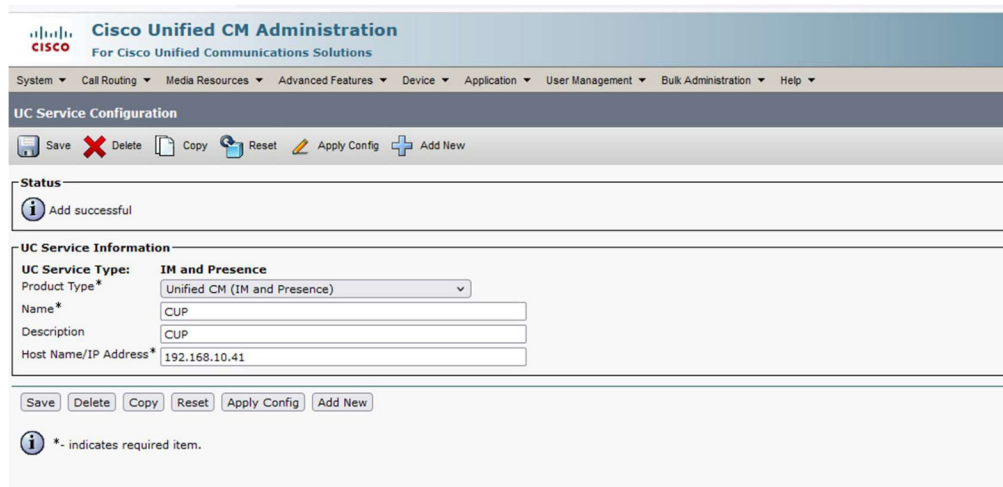 CISCO
Cisco Unified CM Administration
For Cisco Unified Communications Solutions
System Call Routing Media Resources Advanced Features Device Application User Management Bulk Administration Help
UC Service Configuration
Save Delete Copy Reset Apply Config Add New
Status
Add successful
UC Service Information
UC Service Type: IM and Presence
Product Type* Unified CM (IM and Presence)
Name* CUP
Description CUP
Host Name/IP Address* 192.168.10.41
Save Delete Copy Reset Apply Config Add New
*- indicates required item.